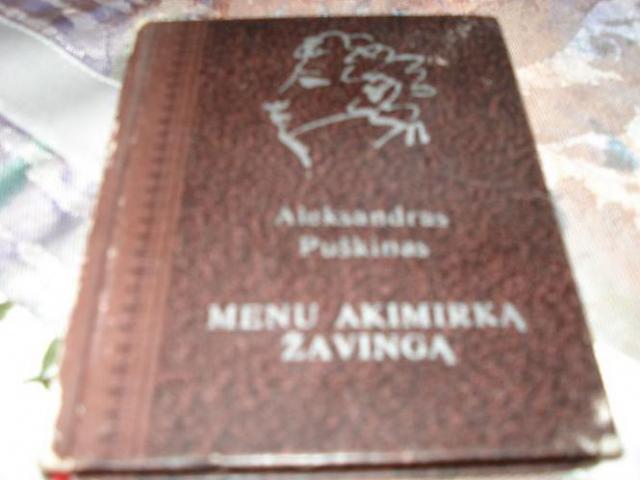 Aleksandras
Puškinas
MENU AKIMIRKĄ
ŽAVINGĄ